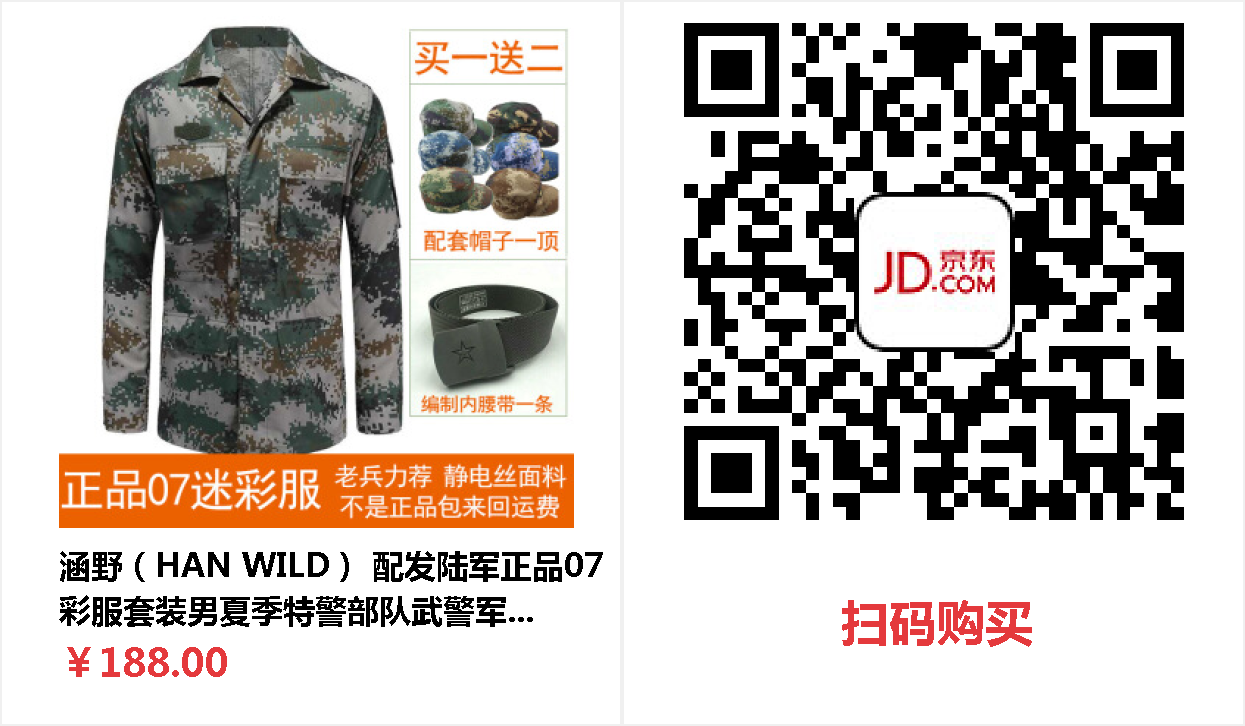 买一送二
配套帽子一顶
编制内腰带一条
正品07迷彩服
老兵力荐 静电丝面料
不是正品包来回运费
涵野（HAN WILD） 配发陆军正品07
彩服套装男夏季特警部队武警军...
￥188.00
JD京东
.COM
扫码购买